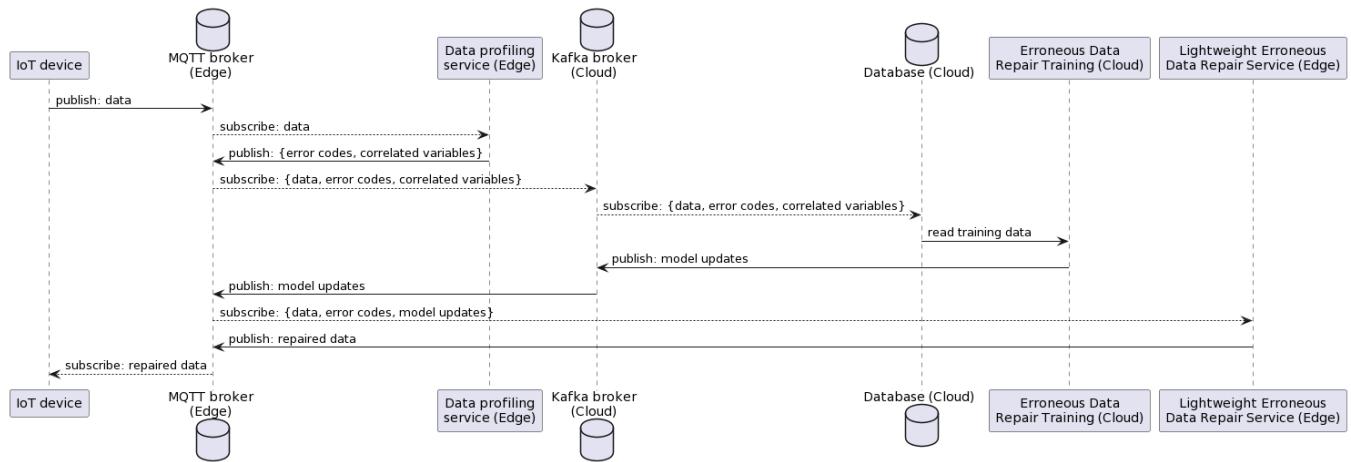 IoT device
MQTT broker
(Edge)
Data profiling
service (Edge)
Kafka broker
(Cloud)
Database (Cloud)
Erroneous Data
Repair Training (Cloud)
Lightweight Erroneous
Data Repair Service (Edge)
publish: data
subscribe: data
publish: {error codes, correlated variables}
subscribe: {data, error codes, correlated variables}
subscribe: {data, error codes, correlated variables}
read training data
publish: model updates
publish: model updates
subscribe: {data, error codes, model updates}
publish: repaired data
subscribe: repaired data
IoT device
MQTT broker
(Edge)
Data profiling
service (Edge)
Kafka broker
(Cloud)
Database (Cloud)
Erroneous Data
Repair Training (Cloud)
Lightweight Erroneous
Data Repair Service (Edge)